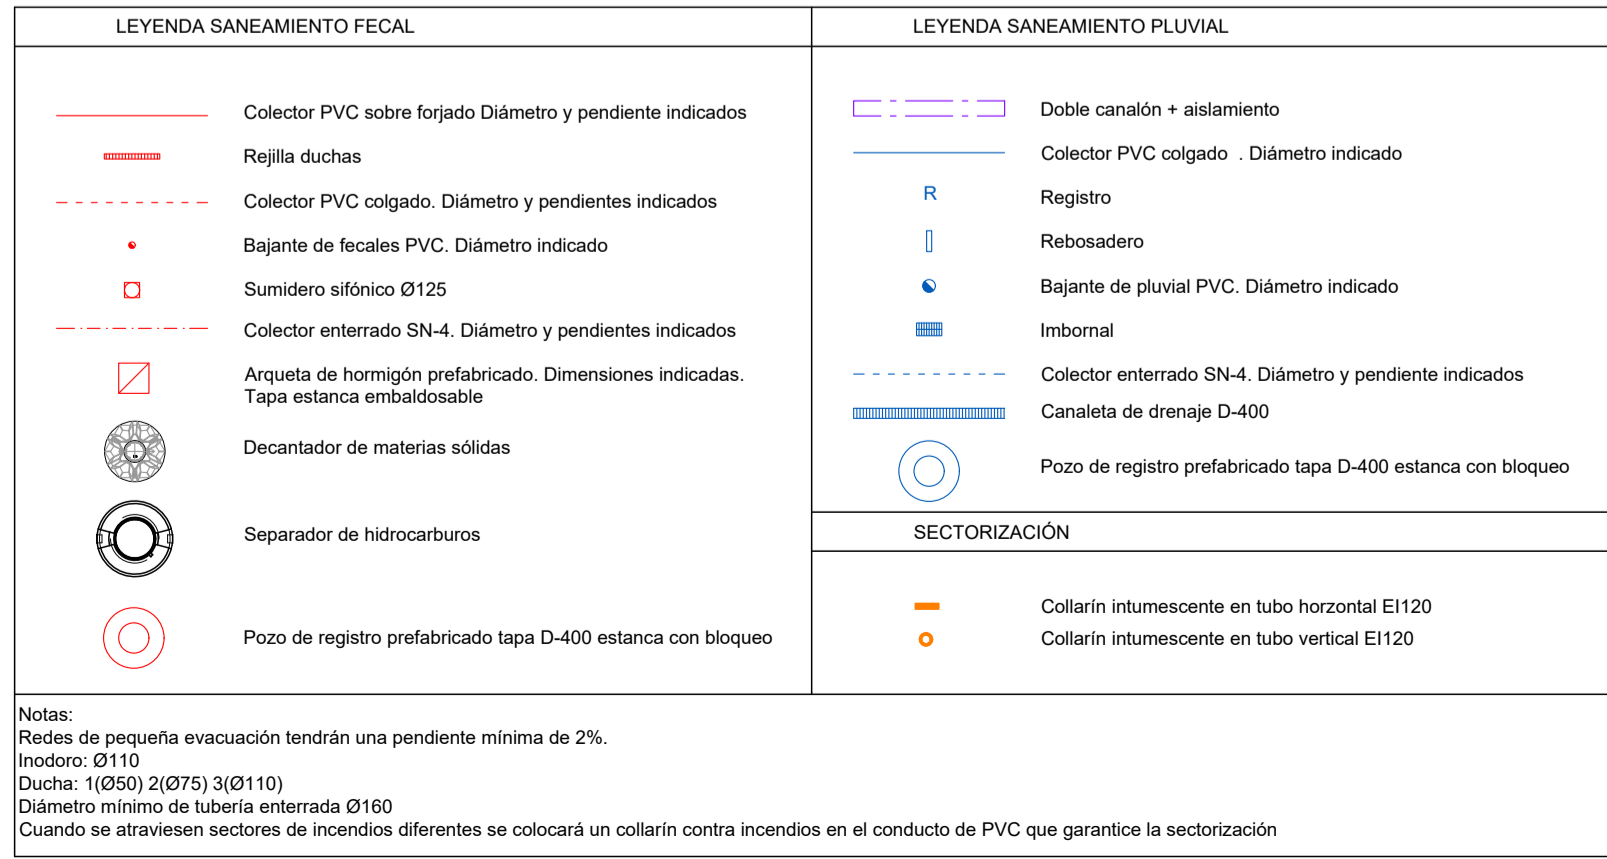 LEYENDA SANEAMIENTO FECAL
Colector PVC sobre forjado Diámetro y pendiente indicados
Rejilla duchas
Colector PVC colgado. Diámetro y pendientes indicados
Bajante de fecales PVC. Diámetro indicado
Sumidero sifónico Ø125
Colector enterrado SN-4. Diámetro y pendientes indicados
Arqueta de hormigón prefabricado. Dimensiones indicadas.
Tapa estanca embaldosable
Decantador de materias sólidas
Separador de hidrocarburos
Pozo de registro prefabricado tapa D-400 estanca con bloqueo
LEYENDA SANEAMIENTO PLUVIAL
Doble canalón + aislamiento
Colector PVC colgado . Diámetro indicado
R Registro
Rebosadero
Bajante de pluvial PVC. Diámetro indicado
Imbornal
Colector enterrado SN-4. Diámetro y pendiente indicados
Canaleta de drenaje D-400
Pozo de registro prefabricado tapa D-400 estanca con bloqueo
SECTORIZACIÓN
Collarín intumescente en tubo horzontal EI120
Collarín intumescente en tubo vertical EI120
Notas:
Redes de pequeña evacuación tendrán una pendiente mínima de 2%.
Inodoro: Ø110
Ducha: 1(Ø50) 2(Ø75) 3(Ø110)
Diámetro mínimo de tubería enterrada Ø160
Cuando se atraviesen sectores de incendios diferentes se colocará un collarín contra incendios en el conducto de PVC que garantice la sectorización